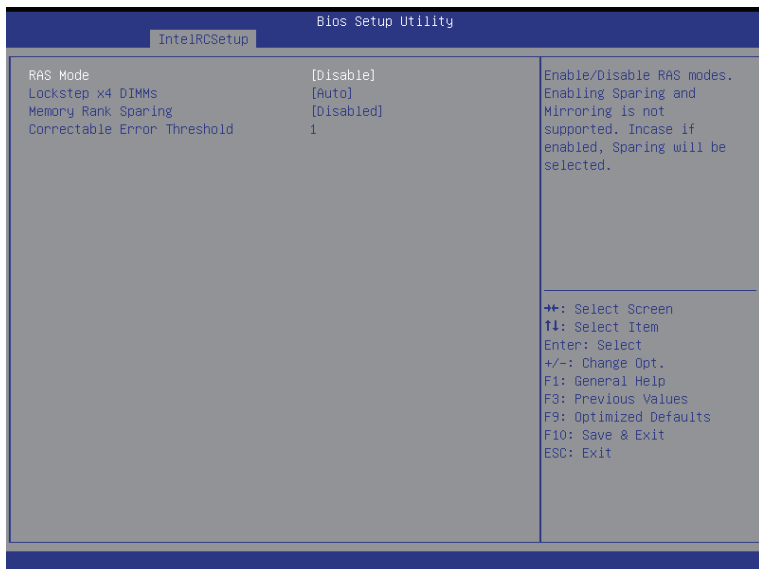 Bios Setup Utility
IntelRCSetup
RAS Mode [Disable]
Lockstep x4 DIMMs [Auto]
Memory Rank Sparing [Disabled]
Correctable Error Threshold 1
Enable/Disable RAS modes.
Enabling Sparing and
Mirroring is not
supported. Incase if
enabled, Sparing will be
selected.
→←: Select Screen
↑↓: Select Item
Enter: Select
+/-: Change Opt.
F1: General Help
F3: Previous Values
F9: Optimized Defaults
F10: Save & Exit
ESC: Exit